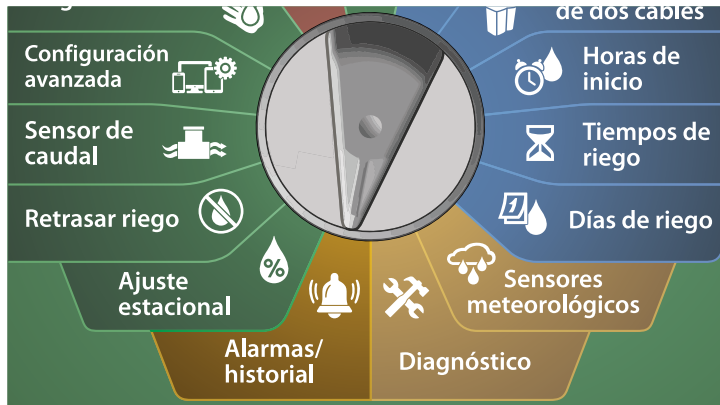 de dos cables
Configuración
avanzada
Horas de
inicio
Sensor de
caudal
Tiempos de
riego
Retrasar riego
1
Días de riego
Ajuste
estacional
%
Sensores
meteorológicos
Alarmas/
historial
Diagnóstico